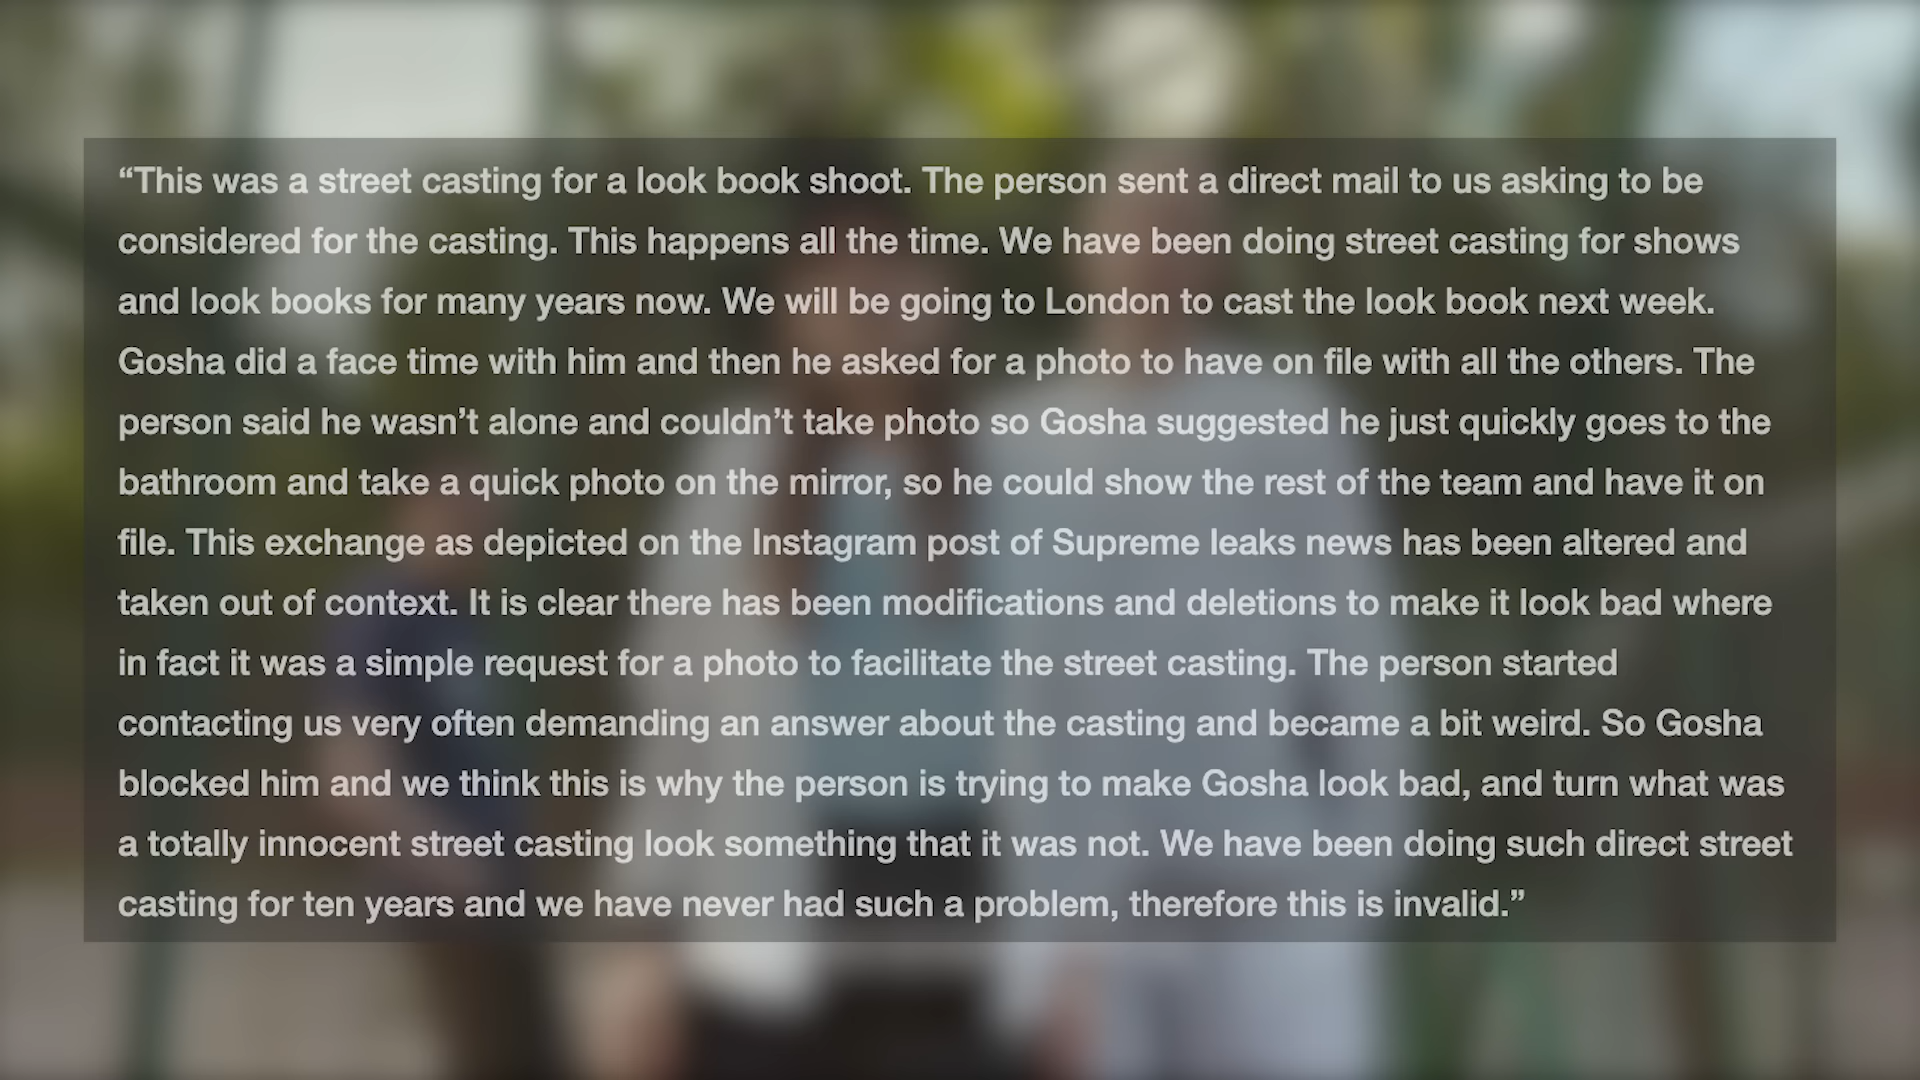 “This was a street casting for a look book shoot. The person sent a direct mail to us asking to be
considered for the casting. This happens all the time. We have been doing street casting for shows
and look books for many years now. We will be going to London to cast the look book next week.
Gosha did a face time with him and then he asked for a photo to have on file with all the others. The
person said he wasn’t alone and couldn’t take photo so Gosha suggested he just quickly goes to the
bathroom and take a quick photo on the mirror, so he could show the rest of the team and have it on
file. This exchange as depicted on the Instagram post of Supreme leaks news has been altered and
taken out of context. It is clear there has been modifications and deletions to make it look bad where
in fact it was a simple request for a photo to facilitate the street casting. The person started
contacting us very often demanding an answer about the casting and became a bit weird. So Gosha
blocked him and we think this is why the person is trying to make Gosha look bad, and turn what was
a totally innocent street casting look something that it was not. We have been doing such direct street
casting for ten years and we have never had such a problem, therefore this is invalid.”